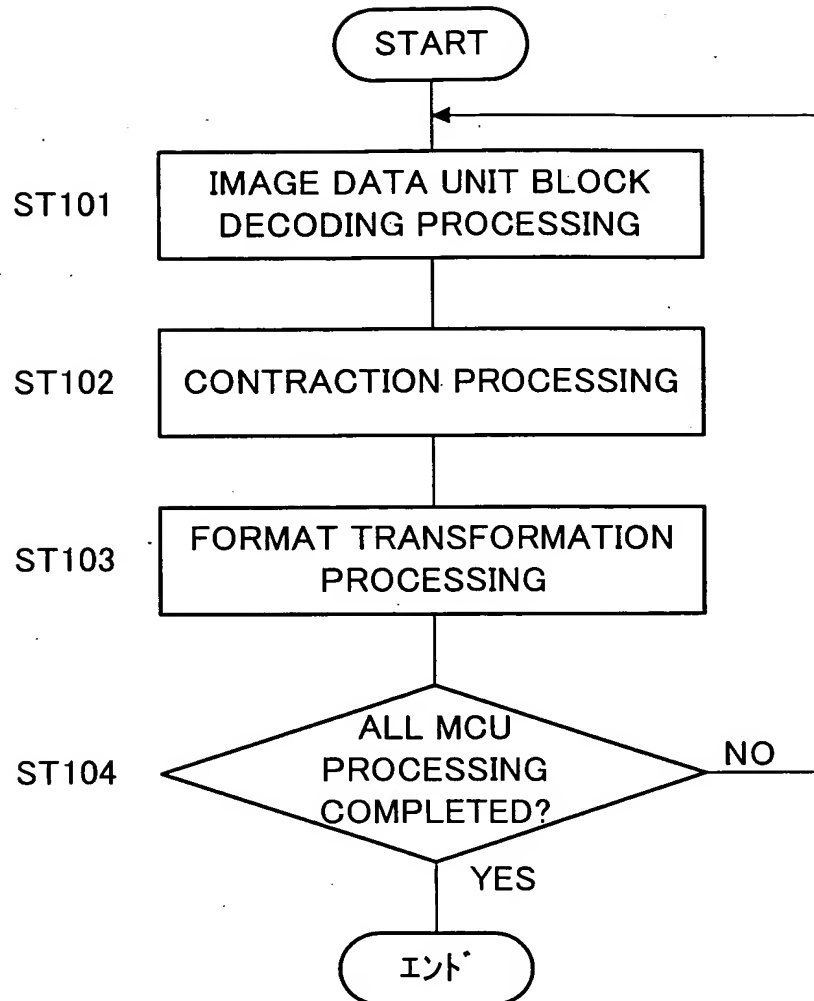 START
ST101
IMAGE DATA UNIT BLOCK
DECODING PROCESSING
ST102
CONTRACTION PROCESSING
ST103
FORMAT TRANSFORMATION
PROCESSING
ST104
ALL MCU
PROCESSING
COMPLETED?
NO
YES
エンド